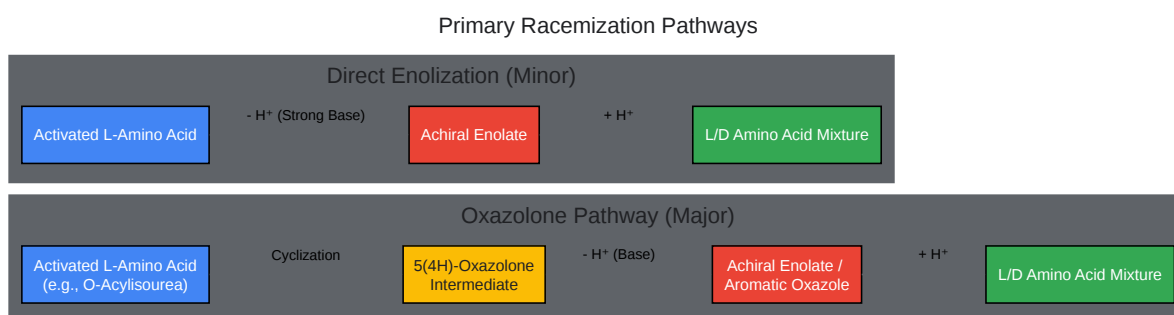 Primary Racemization Pathways
Direct Enolization (Minor)
Activated L-Amino Acid
- H⁺ (Strong Base)
Achiral Enolate
+ H⁺
L/D Amino Acid Mixture
Oxazolone Pathway (Major)
Activated L-Amino Acid
(e.g., O-Acylisourea)
Cyclization
5(4H)-Oxazolone
Intermediate
- H⁺ (Base)
Achiral Enolate /
Aromatic Oxazole
+ H⁺
L/D Amino Acid Mixture